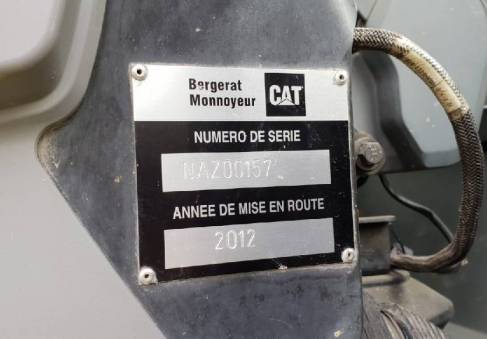 Bergerat
Monnoyeur
CAT
NUMERO DE SERIE
NAZ00157
ANNEE DE MISE EN ROUTE
2012